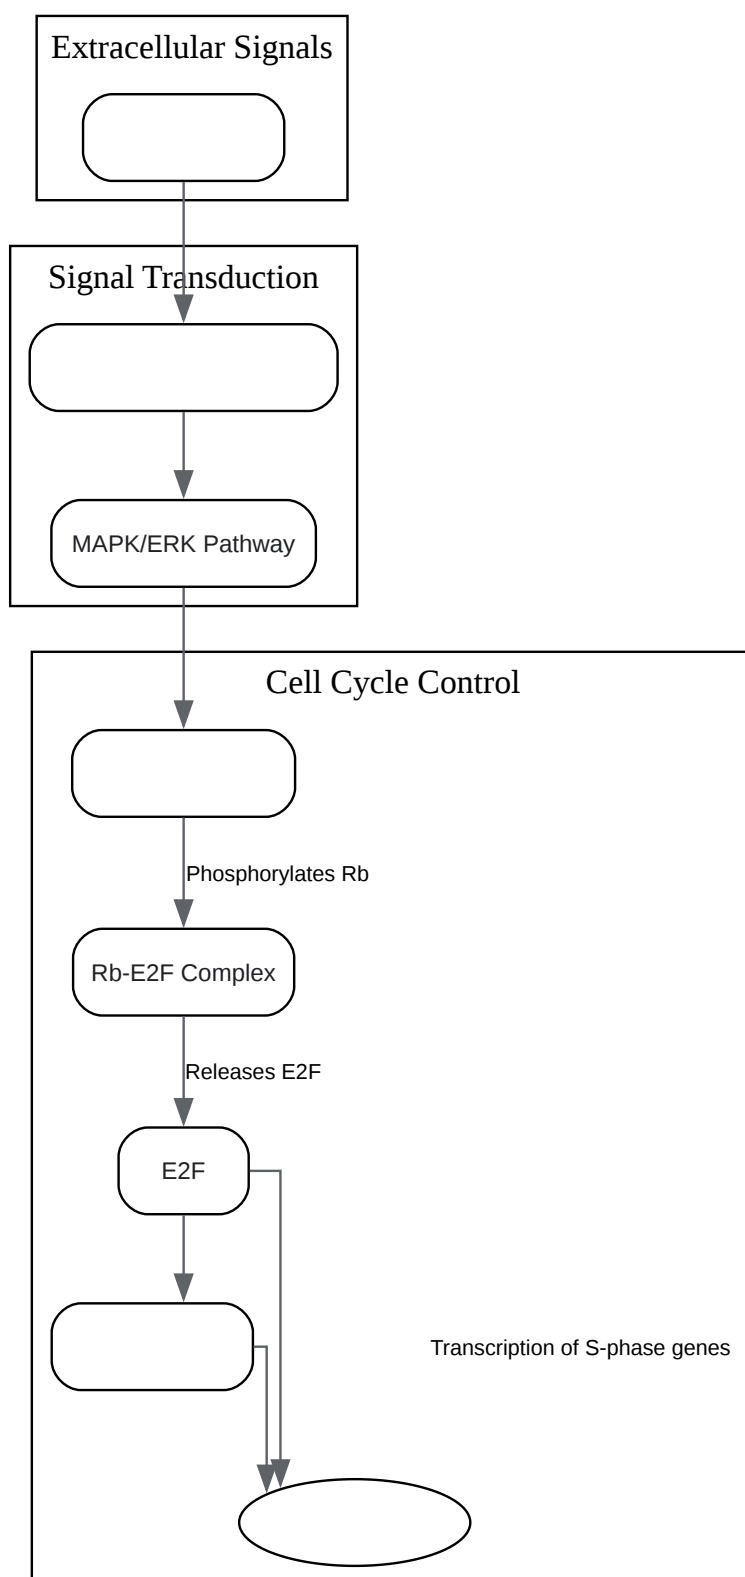 Extracellular Signals
Signal Transduction
MAPK/ERK Pathway
Cell Cycle Control
Phosphorylates Rb
Rb-E2F Complex
Releases E2F
E2F
Transcription of S-phase genes